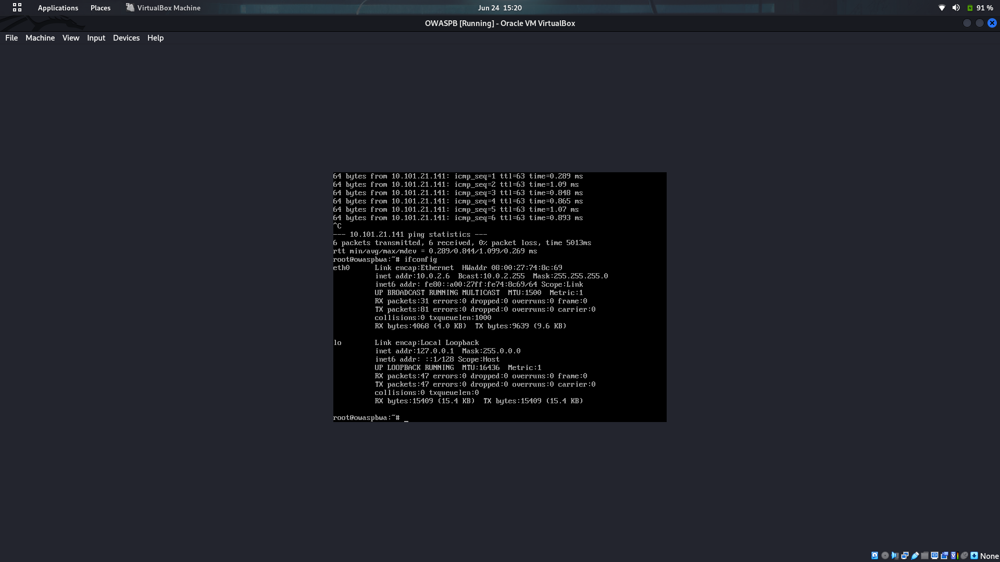 Applications Places VirtualBox Machine Jun 24 15:20 91 %
OWASPB [Running] - Oracle VM VirtualBox
File Machine View Input Devices Help
64 bytes from 10.101.21.141: icmp_seq=1 ttl=63 time=0.289 ms
64 bytes from 10.101.21.141: icmp_seq=2 ttl=63 time=1.09 ms
64 bytes from 10.101.21.141: icmp_seq=3 ttl=63 time=0.848 ms
64 bytes from 10.101.21.141: icmp_seq=4 ttl=63 time=0.865 ms
64 bytes from 10.101.21.141: icmp_seq=5 ttl=63 time=1.07 ms
64 bytes from 10.101.21.141: icmp_seq=6 ttl=63 time=0.893 ms
^C
--- 10.101.21.141 ping statistics ---
6 packets transmitted, 6 received, 0% packet loss, time 5013ms
rtt min/avg/max/mdev = 0.289/0.844/1.099/0.269 ms
root@owaspbwa:~# ifconfig
eth0 Link encap:Ethernet HWaddr 08:00:27:74:8c:69
inet addr:10.0.2.6 Bcast:10.0.2.255 Mask:255.255.255.0
inet6 addr: fe80::a00:27ff:fe74:8c69/64 Scope:Link
UP BROADCAST RUNNING MULTICAST MTU:1500 Metric:1
RX packets:31 errors:0 dropped:0 overruns:0 frame:0
TX packets:81 errors:0 dropped:0 overruns:0 carrier:0
collisions:0 txqueuelen:1000
RX bytes:4068 (4.0 KB) TX bytes:9639 (9.6 KB)
lo Link encap:Local Loopback
inet addr:127.0.0.1 Mask:255.0.0.0
inet6 addr: ::1/128 Scope:Host
UP LOOPBACK RUNNING MTU:16436 Metric:1
RX packets:47 errors:0 dropped:0 overruns:0 frame:0
TX packets:47 errors:0 dropped:0 overruns:0 carrier:0
collisions:0 txqueuelen:0
RX bytes:15409 (15.4 KB) TX bytes:15409 (15.4 KB)
root@owaspbwa:~# _
None